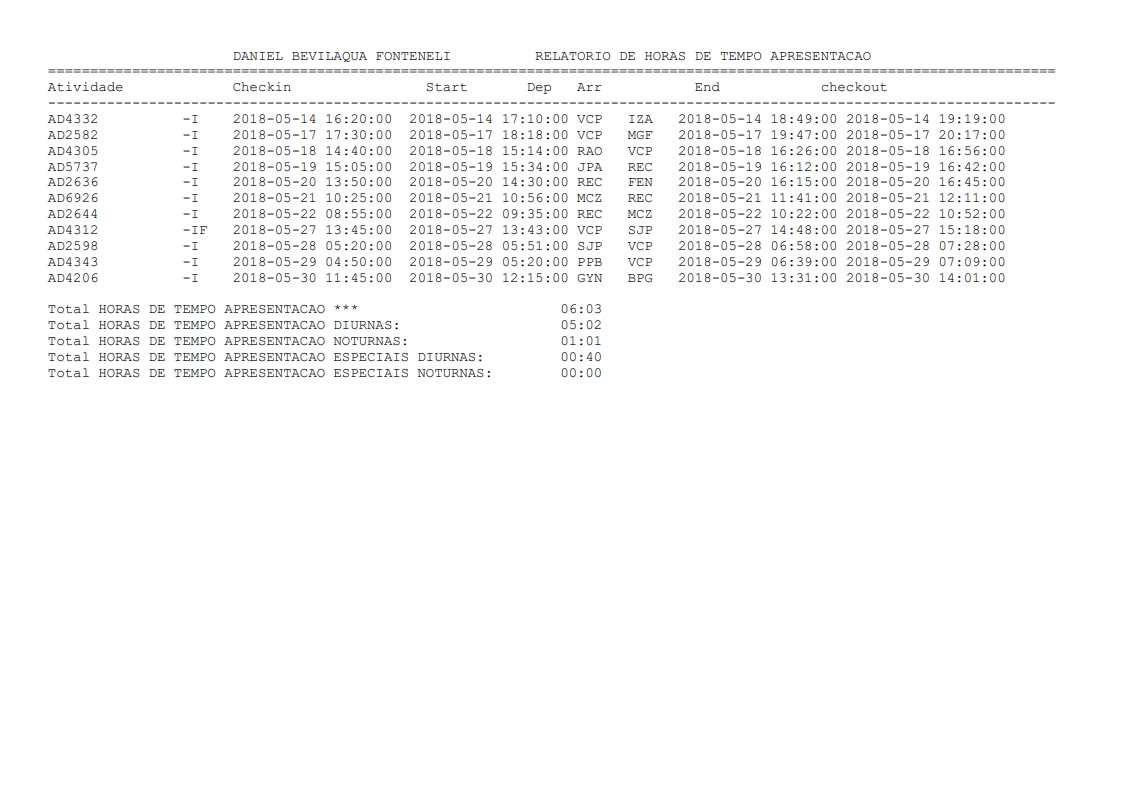 DANIEL BEVILAQUA FONTENELI          RELATORIO DE HORAS DE TEMPO APRESENTACAO
========================================================================================================================
Atividade             Checkin                Start       Dep   Arr           End            checkout
------------------------------------------------------------------------------------------------------------------------
AD4332          -I    2018-05-14 16:20:00  2018-05-14 17:10:00 VCP   IZA   2018-05-14 18:49:00 2018-05-14 19:19:00
AD2582          -I    2018-05-17 17:30:00  2018-05-17 18:18:00 VCP   MGF   2018-05-17 19:47:00 2018-05-17 20:17:00
AD4305          -I    2018-05-18 14:40:00  2018-05-18 15:14:00 RAO   VCP   2018-05-18 16:26:00 2018-05-18 16:56:00
AD5737          -I    2018-05-19 15:05:00  2018-05-19 15:34:00 JPA   REC   2018-05-19 16:12:00 2018-05-19 16:42:00
AD2636          -I    2018-05-20 13:50:00  2018-05-20 14:30:00 REC   FEN   2018-05-20 16:15:00 2018-05-20 16:45:00
AD6926          -I    2018-05-21 10:25:00  2018-05-21 10:56:00 MCZ   REC   2018-05-21 11:41:00 2018-05-21 12:11:00
AD2644          -I    2018-05-22 08:55:00  2018-05-22 09:35:00 REC   MCZ   2018-05-22 10:22:00 2018-05-22 10:52:00
AD4312          -IF   2018-05-27 13:45:00  2018-05-27 13:43:00 VCP   SJP   2018-05-27 14:48:00 2018-05-27 15:18:00
AD2598          -I    2018-05-28 05:20:00  2018-05-28 05:51:00 SJP   VCP   2018-05-28 06:58:00 2018-05-28 07:28:00
AD4343          -I    2018-05-29 04:50:00  2018-05-29 05:20:00 PPB   VCP   2018-05-29 06:39:00 2018-05-29 07:09:00
AD4206          -I    2018-05-30 11:45:00  2018-05-30 12:15:00 GYN   BPG   2018-05-30 13:31:00 2018-05-30 14:01:00
Total HORAS DE TEMPO APRESENTACAO ***                        06:03
Total HORAS DE TEMPO APRESENTACAO DIURNAS:                   05:02
Total HORAS DE TEMPO APRESENTACAO NOTURNAS:                  01:01
Total HORAS DE TEMPO APRESENTACAO ESPECIAIS DIURNAS:         00:40
Total HORAS DE TEMPO APRESENTACAO ESPECIAIS NOTURNAS:        00:00